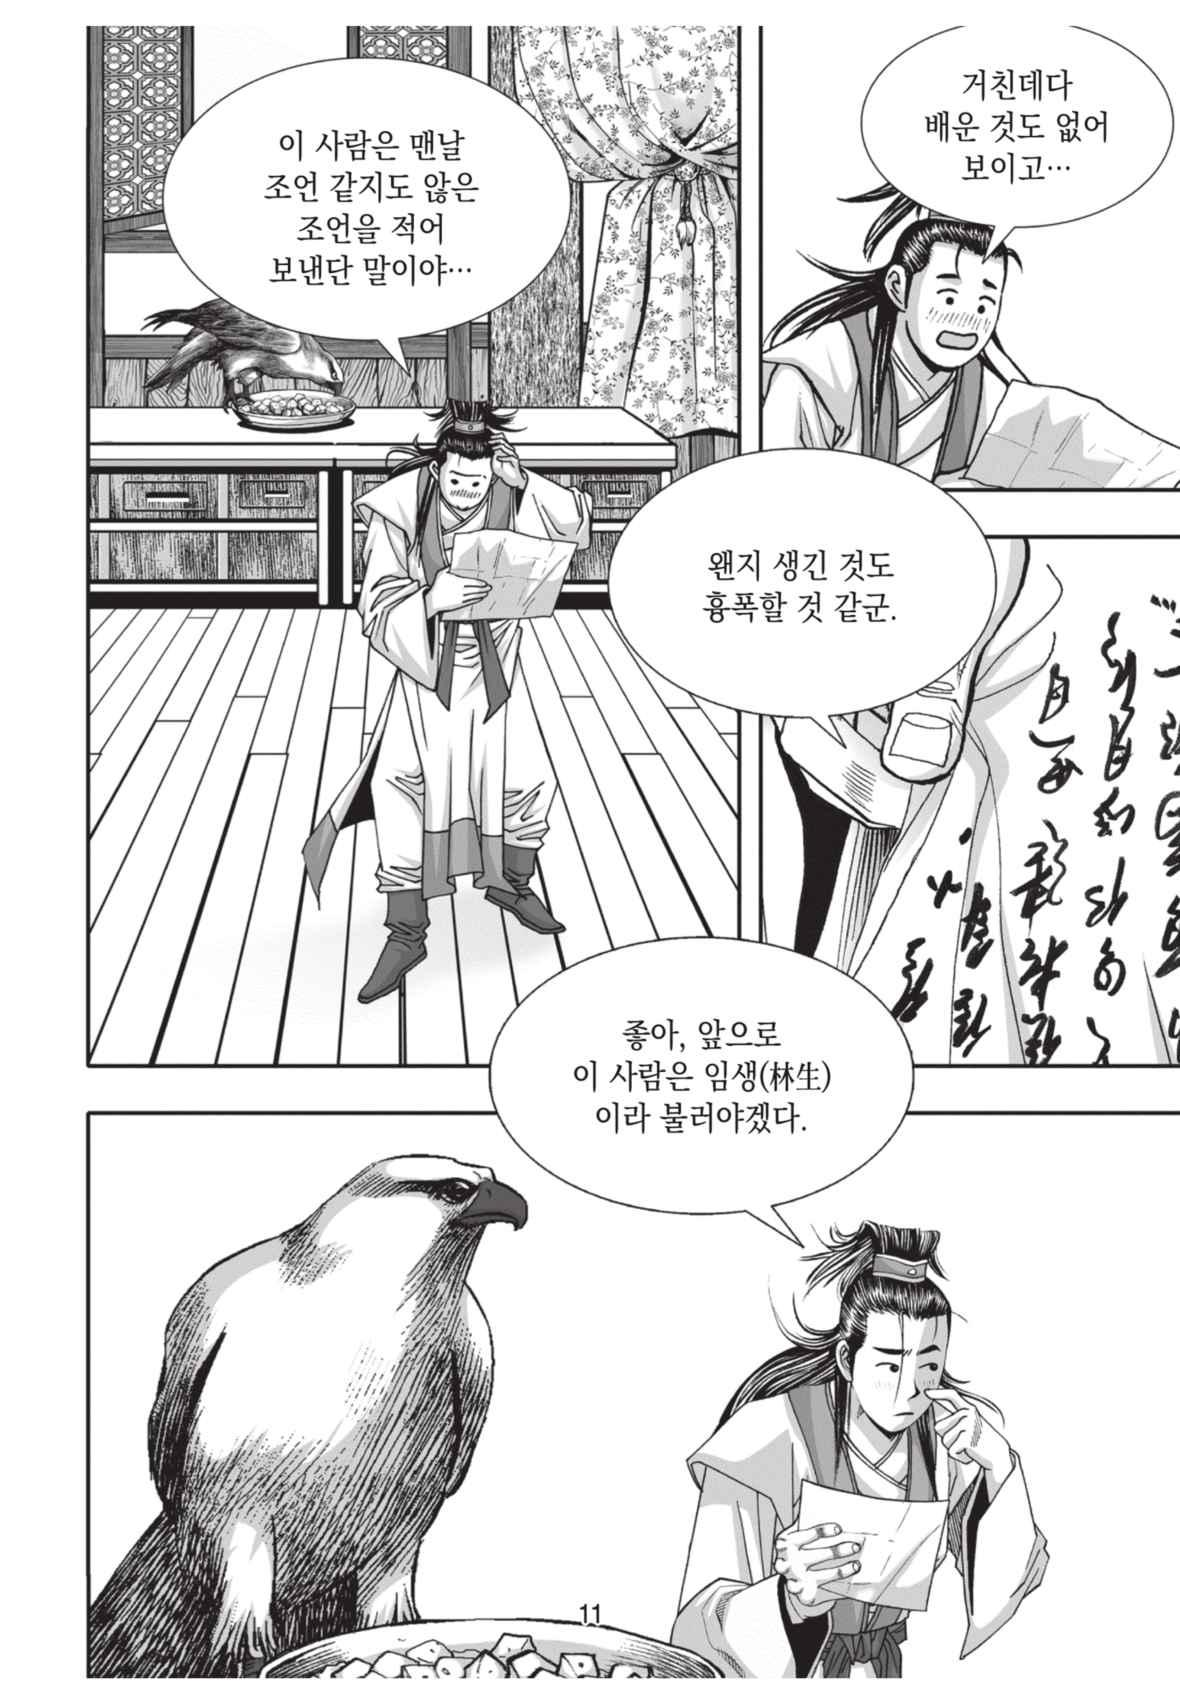 이 사람은 맨날
조언 같지도 않은
조언을 적어
보낸단 말이야…
거친데다
배운 것도 없어
보이고…
왠지 생긴 것도
흉폭할 것 같군.
좋아, 앞으로
이 사람은 임생(林生)
이라 불러야겠다.
11